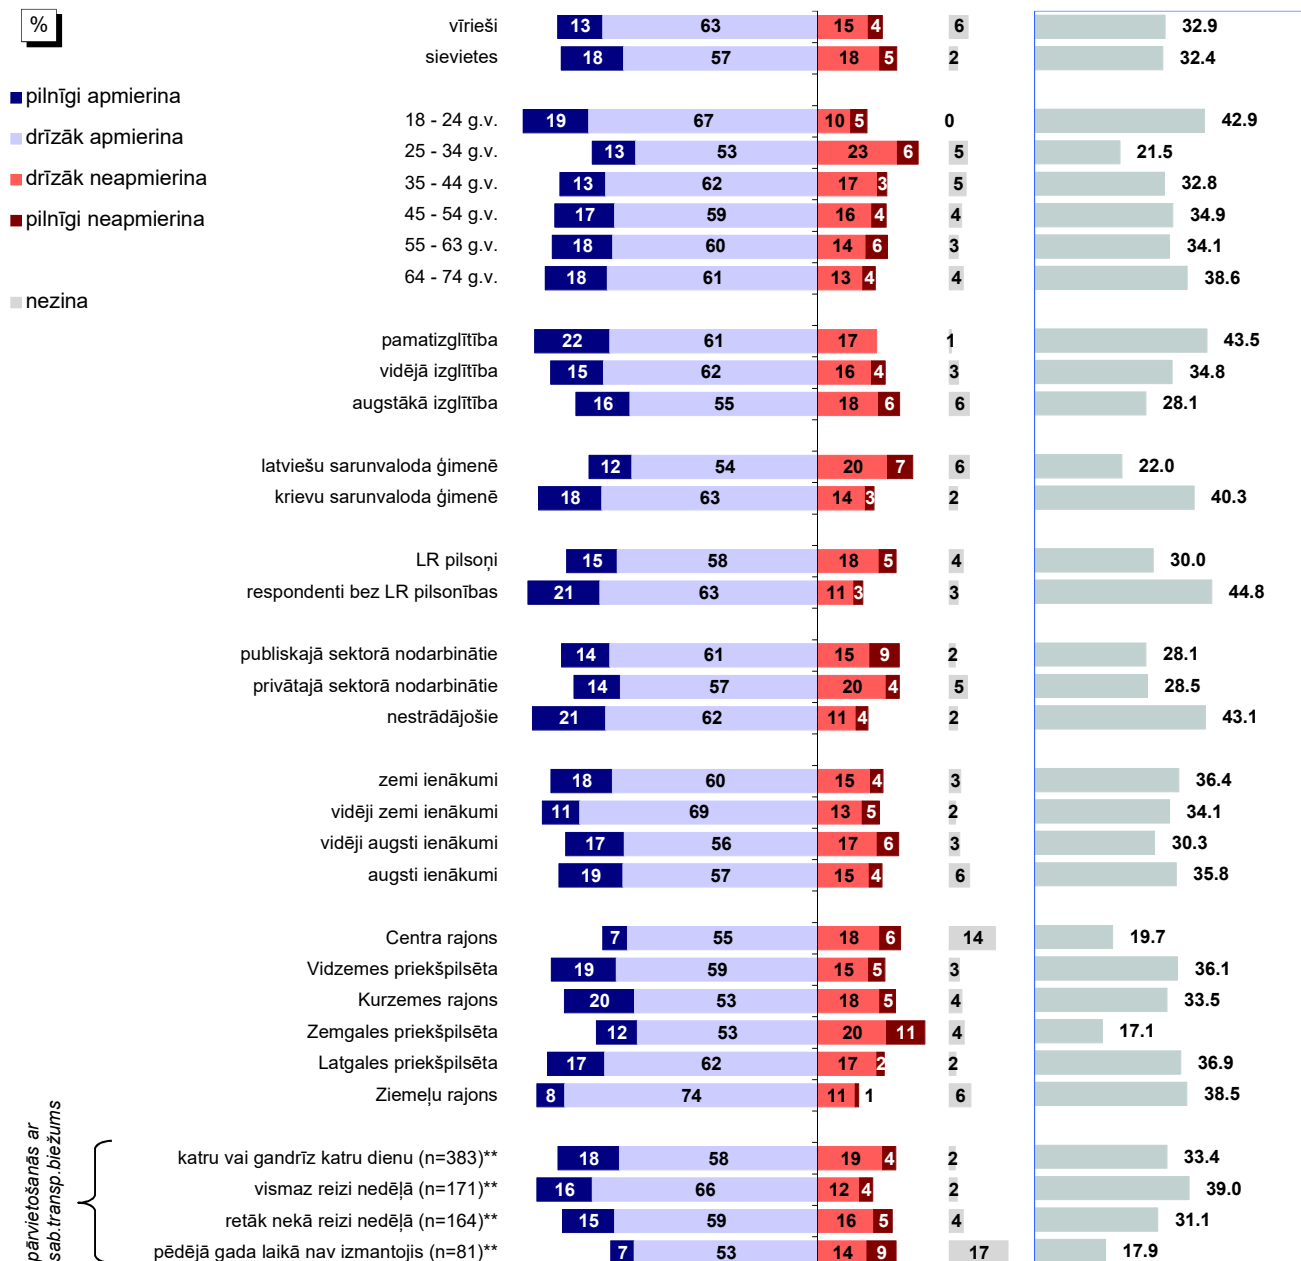 %
pilnīgi apmierina
drīzāk apmierina
drīzāk neapmierina
pilnīgi neapmierina
nezina
vīrieši 13 63 15 4 6 32.9
sievietes 18 57 18 5 2 32.4
18 - 24 g.v. 19 67 10 5 0 42.9
25 - 34 g.v. 13 53 23 6 5 21.5
35 - 44 g.v. 13 62 17 3 5 32.8
45 - 54 g.v. 17 59 16 4 4 34.9
55 - 63 g.v. 18 60 14 6 3 34.1
64 - 74 g.v. 18 61 13 4 4 38.6
pamatizglītība 22 61 17 1 43.5
vidējā izglītība 15 62 16 4 3 34.8
augstākā izglītība 16 55 18 6 6 28.1
latviešu sarunvaloda ģimenē 12 54 20 7 6 22.0
krievu sarunvaloda ģimenē 18 63 14 3 2 40.3
LR pilsoņi 15 58 18 5 4 30.0
respondenti bez LR pilsonības 21 63 11 3 3 44.8
publiskajā sektorā nodarbinātie 14 61 15 9 2 28.1
privātajā sektorā nodarbinātie 14 57 20 4 5 28.5
nestrādājošie 21 62 11 4 2 43.1
zemi ienākumi 18 60 15 4 3 36.4
vidēji zemi ienākumi 11 69 13 5 2 34.1
vidēji augsti ienākumi 17 56 17 6 3 30.3
augsti ienākumi 19 57 15 4 6 35.8
Centra rajons 7 55 18 6 14 19.7
Vidzemes priekšpilsēta 19 59 15 5 3 36.1
Kurzemes rajons 20 53 18 5 4 33.5
Zemgales priekšpilsēta 12 53 20 11 4 17.1
Latgales priekšpilsēta 17 62 17 2 2 36.9
Ziemeļu rajons 8 74 11 1 6 38.5
pārvietošanās ar
sab.transp.biežums
katru vai gandrīz katru dienu (n=383)** 18 58 19 4 2 33.4
vismaz reizi nedēļā (n=171)** 16 66 12 4 2 39.0
retāk nekā reizi nedēļā (n=164)** 15 59 16 5 4 31.1
pēdējā gada laikā nav izmantojis (n=81)** 7 53 14 9 17 17.9